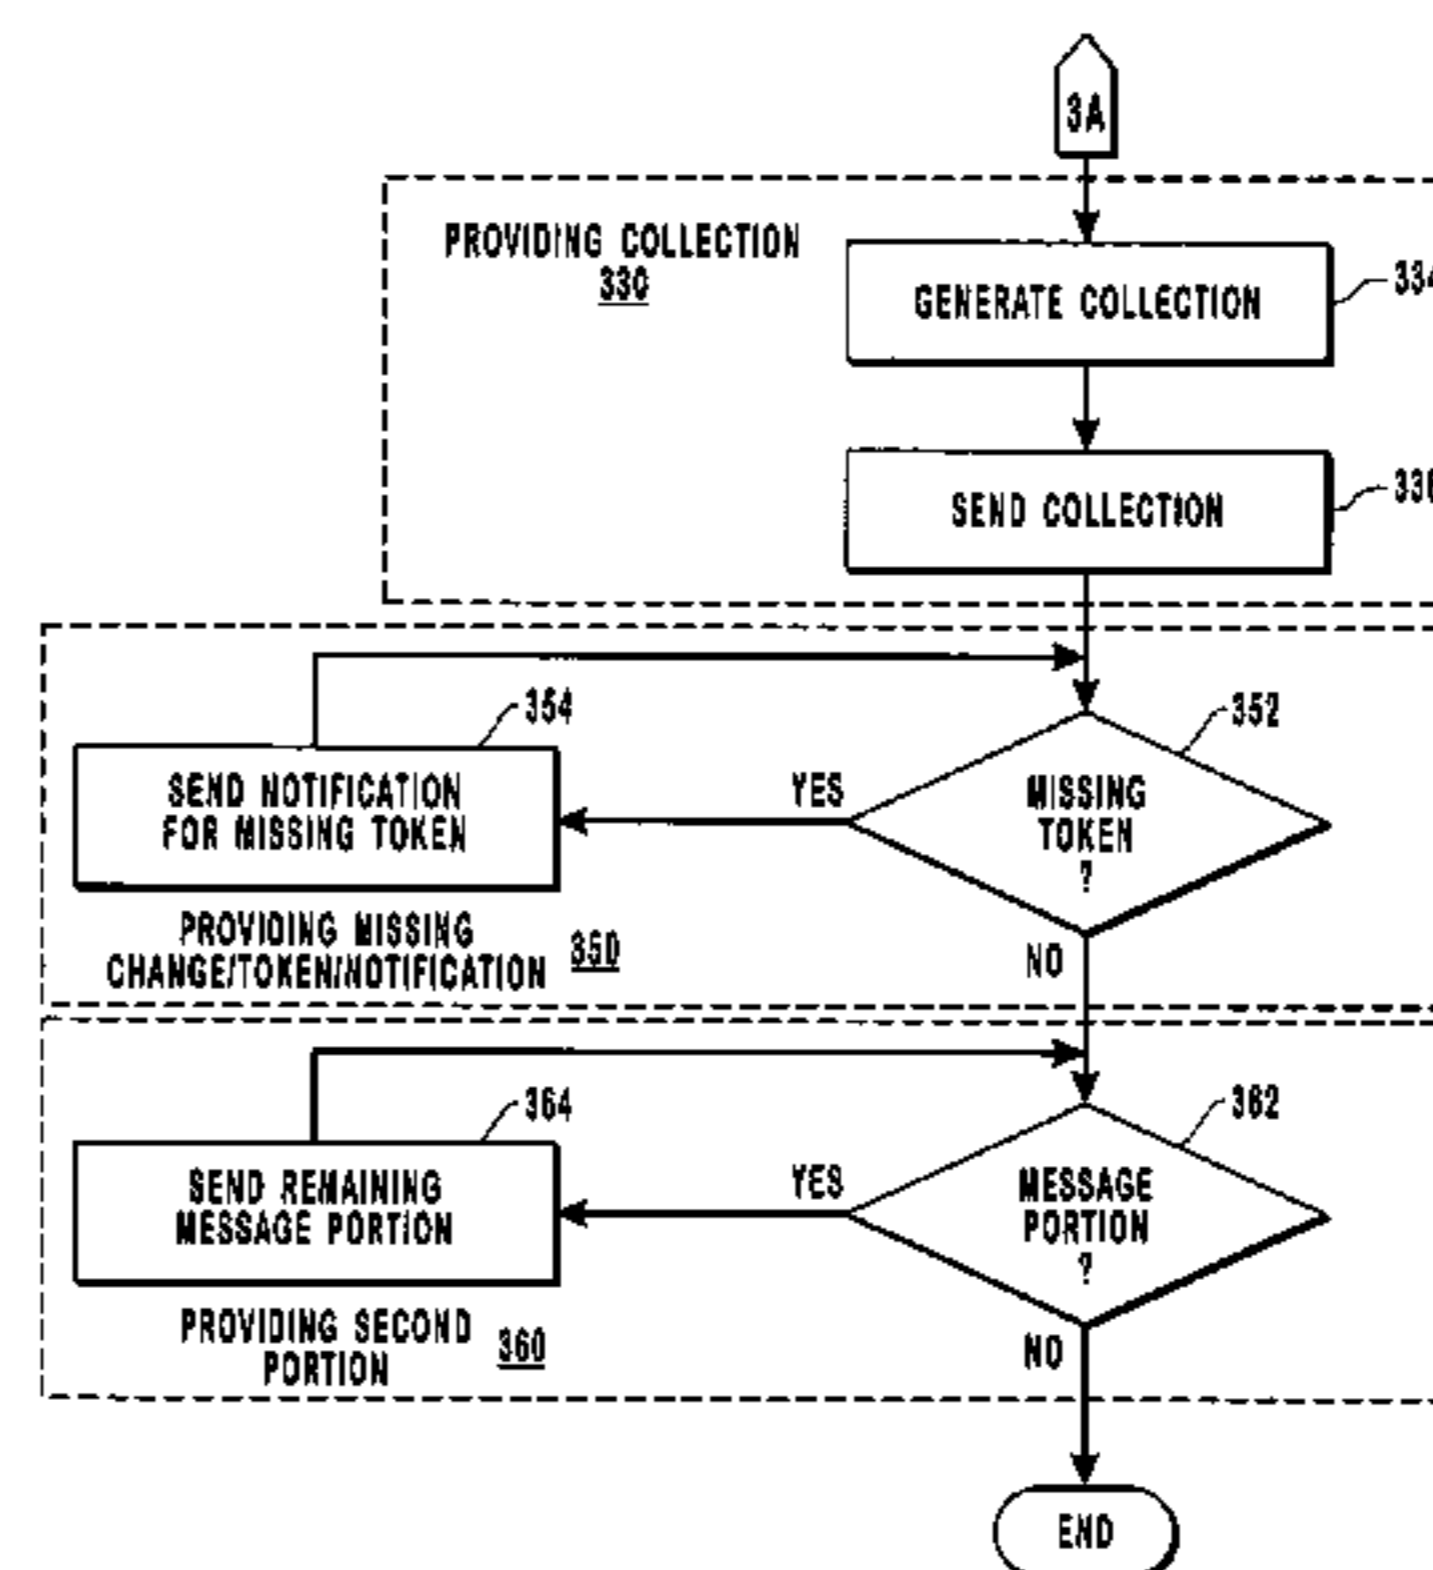 3A
PROVIDING COLLECTION
330
GENERATE COLLECTION
334
SEND COLLECTION
354
352
SEND NOTIFICATION
FOR MISSING TOKEN
YES
MISSING
TOKEN
?
PROVIDING MISSING
CHANGE/TOKEN/NOTIFICATION
350
NO
364
362
SEND REMAINING
MESSAGE PORTION
YES
MESSAGE
PORTION
?
PROVIDING SECOND
PORTION
360
NO
END